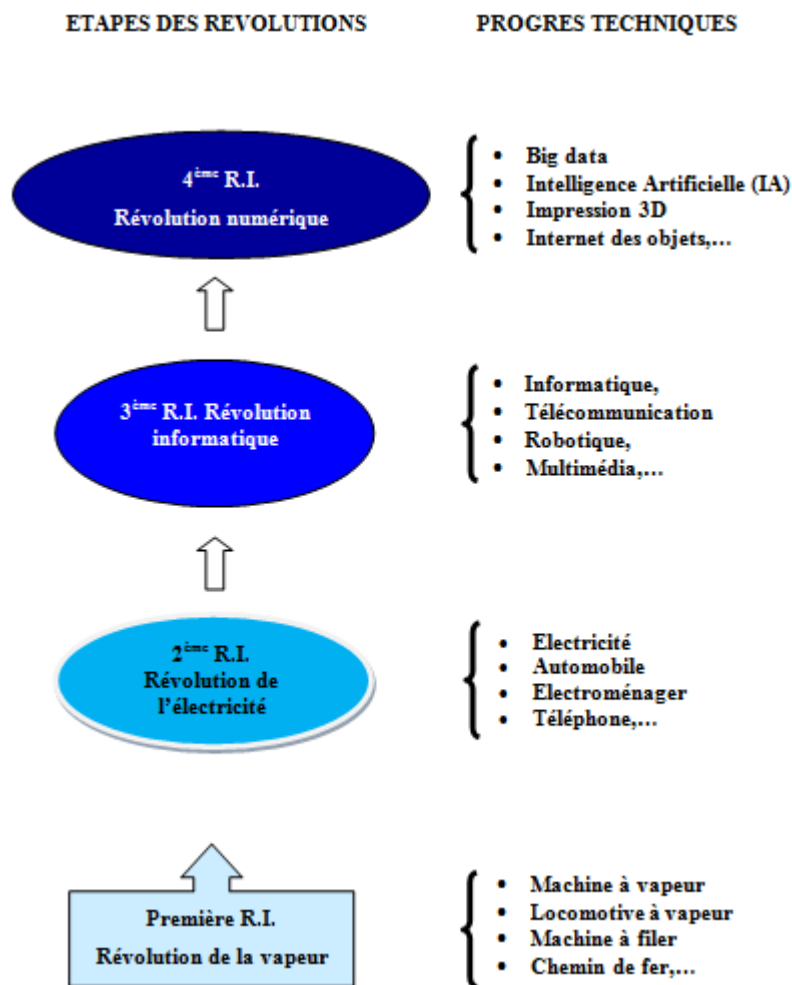 ETAPES DES REVOLUTIONS
PROGRES TECHNIQUES
4ème R.I.
Révolution numérique
• Big data
• Intelligence Artificielle (IA)
• Impression 3D
• Internet des objets,…
3ème R.I. Révolution
informatique
• Informatique,
• Télécommunication
• Robotique,
• Multimédia,…
2ème R.I.
Révolution de
l’électricité
• Electricité
• Automobile
• Electroménager
• Téléphone,…
Première R.I.
Révolution de la vapeur
• Machine à vapeur
• Locomotive à vapeur
• Machine à filer
• Chemin de fer,…